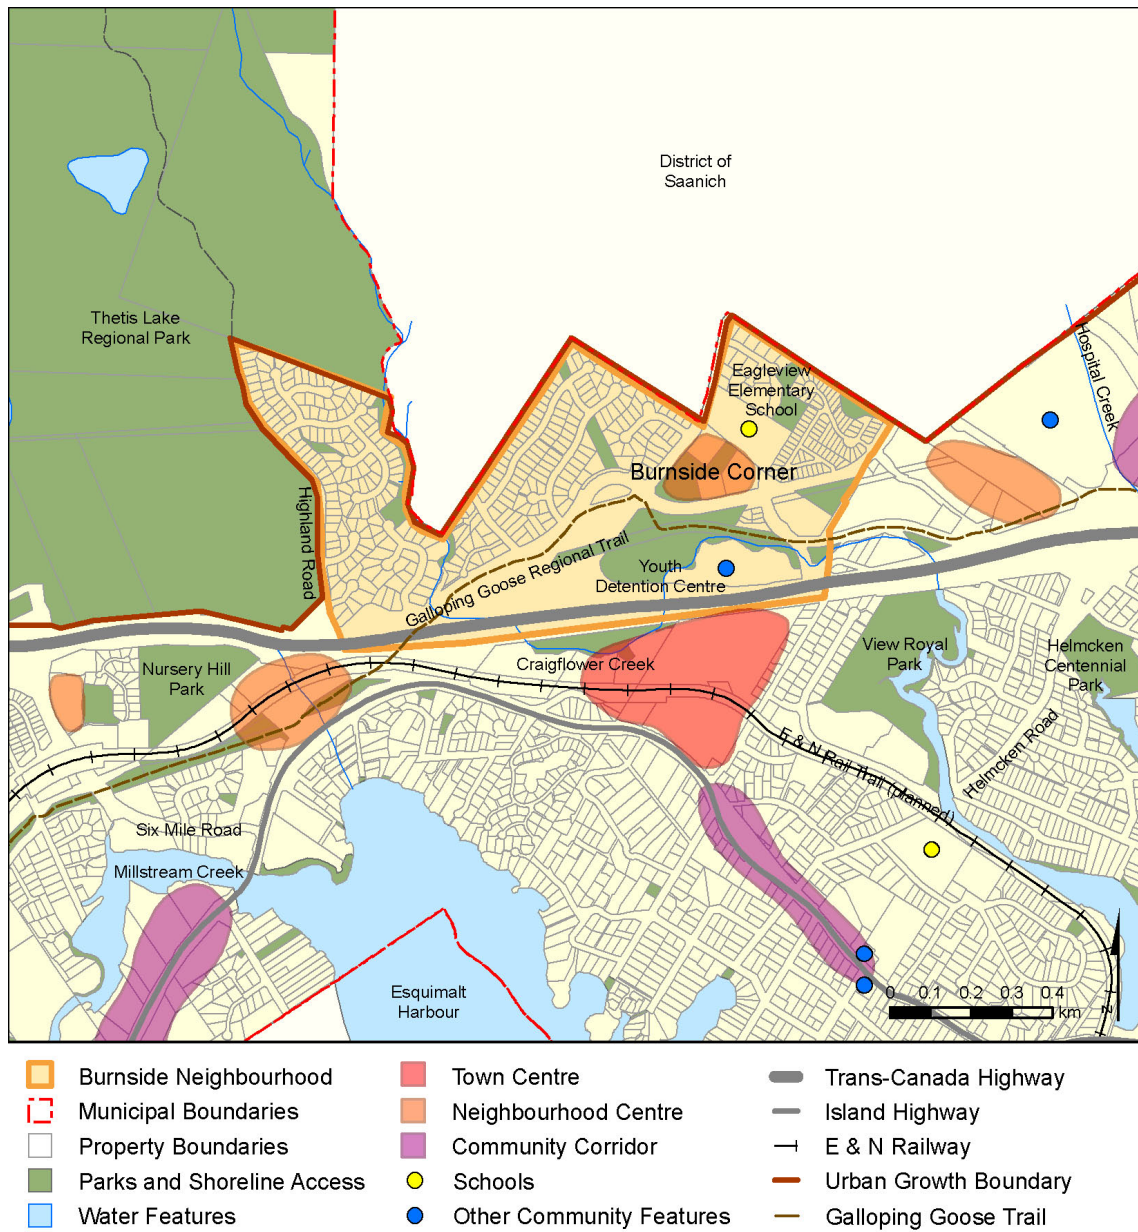 District of
Saanich
Thetis Lake
Regional Park
Hospital Creek
Eagleview
Elementary
School
Burnside Corner
Highland Road
Galloping Goose Regional Trail
Youth
Detention Centre
Craigflower Creek
Nursery Hill
Park
View Royal
Park
Helmcken
Centennial
Park
E & N Rail Trail (planned)
Helmcken Road
Six Mile Road
Millstream Creek
Esquimalt
Harbour
0 0.1 0.2 0.3 0.4
km
N
Burnside Neighbourhood
Municipal Boundaries
Property Boundaries
Parks and Shoreline Access
Water Features
Town Centre
Neighbourhood Centre
Community Corridor
Schools
Other Community Features
Trans-Canada Highway
Island Highway
E & N Railway
Urban Growth Boundary
Galloping Goose Trail